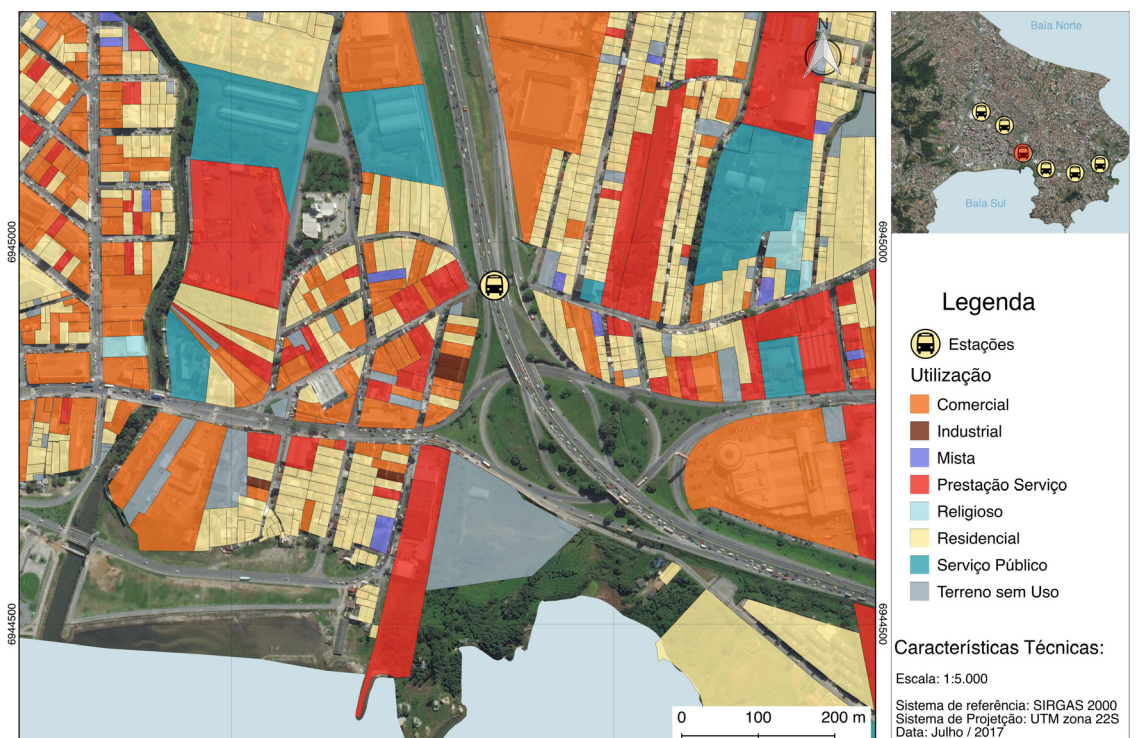 N
6945000
6944500
6945000
6944500
0 100 200 m
Baía Norte
Baía Sul
Legenda
Estações
Utilização
Comercial
Industrial
Mista
Prestação Serviço
Religioso
Residencial
Serviço Público
Terreno sem Uso
Características Técnicas:
Escala: 1:5.000
Sistema de referência: SIRGAS 2000
Sistema de Projetção: UTM zona 22S
Data: Julho / 2017